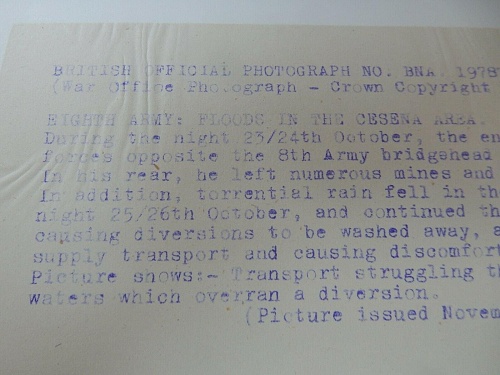 BRITISH OFFICIAL PHOTOGRAPH NO. BNA. 1978
(War Office Photograph - Crown Copyright
EIGHTH ARMY: FLOODS IN THE CESENA AREA.
During the night 23/24th October, the en
forces opposite the 8th Army bridgehead
In his rear, he left numerous mines and
In addition, torrential rain fell in th
night 25/26th October, and continued th
causing diversions to be washed away, a
supply transport and causing discomfort
Picture shows:- Transport struggling th
waters which overran a diversion.
(Picture issued Novem